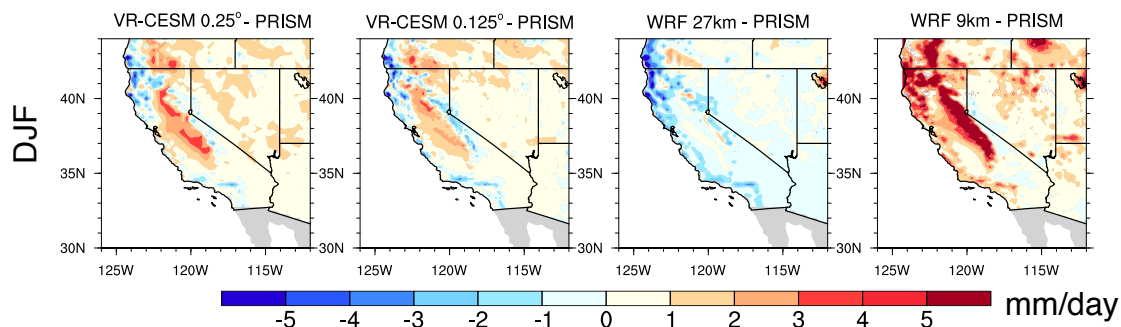 VR-CESM 0.25° - PRISM
VR-CESM 0.125° - PRISM
WRF 27km - PRISM
WRF 9km - PRISM
DJF
40N
35N
30N
125W 120W 115W
40N
35N
30N
125W 120W 115W
40N
35N
30N
125W 120W 115W
40N
35N
30N
125W 120W 115W
-5 -4 -3 -2 -1 0 1 2 3 4 5
mm/day